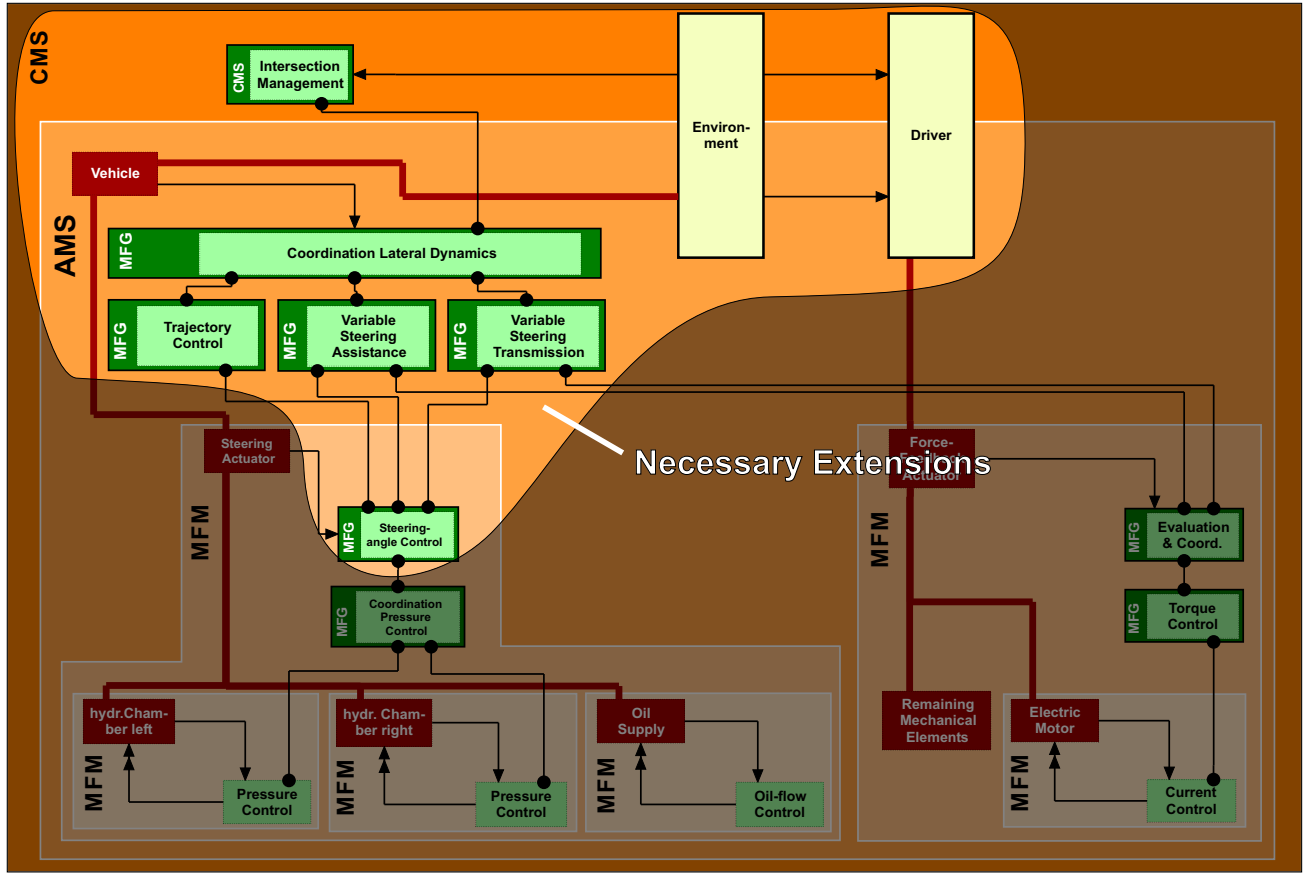 CMS
CMS
Intersection
Management
Environ-
ment
Driver
Vehicle
AMS
MFG
Coordination Lateral Dynamics
MFG
Trajectory
Control
MFG
Variable
Steering
Assistance
MFG
Variable
Steering
Transmission
Steering
Actuator
Force-
Feedback
Actuator
Necessary Extensions
MFM
MFG
Steering-
angle Control
MFM
MFG
Evaluation
& Coord.
MFG
Coordination
Pressure
Control
MFG
Torque
Control
hydr.Cham-
ber left
MFM
Pressure
Control
hydr. Cham-
ber right
MFM
Pressure
Control
Oil
Supply
MFM
Oil-flow
Control
Remaining
Mechanical
Elements
Electric
Motor
MFM
Current
Control